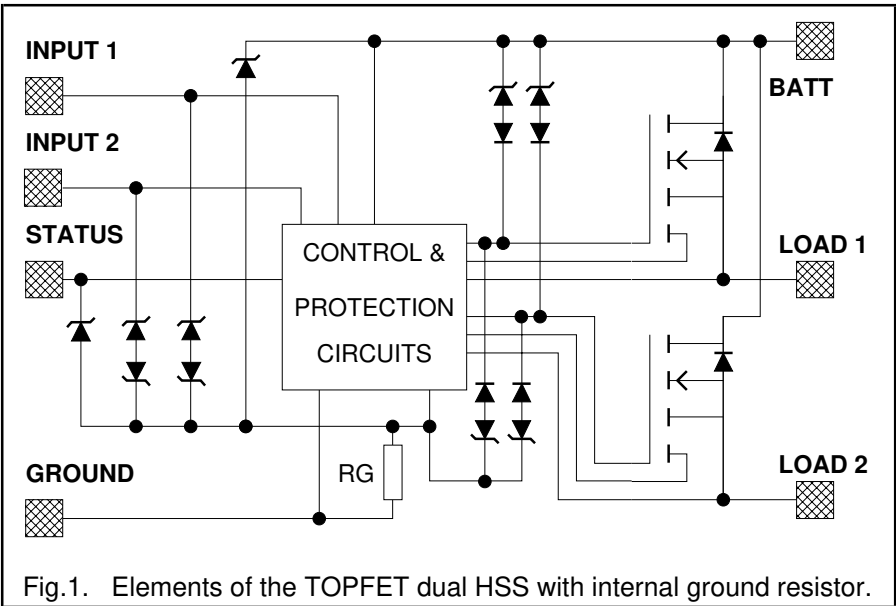 INPUT 1
BATT
INPUT 2
STATUS
CONTROL &
LOAD 1
PROTECTION
CIRCUITS
GROUND
RG
LOAD 2
Fig.1. Elements of the TOPFET dual HSS with internal ground resistor.